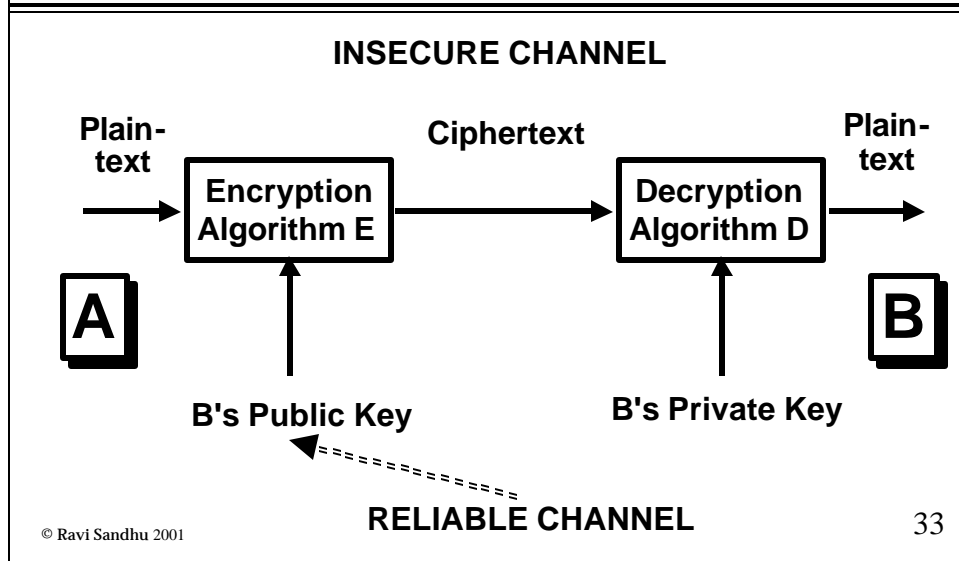 INSECURE CHANNEL
Plain-
text
Ciphertext
Plain-
text
Encryption
Algorithm E
Decryption
Algorithm D
A
B
B's Public Key
B's Private Key
RELIABLE CHANNEL
© Ravi Sandhu 2001
33